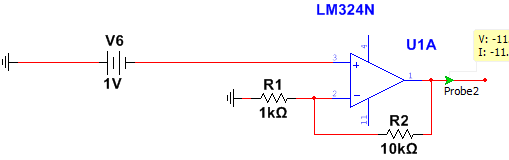 LM324N
V: -11
I: -11.
V6
U1A
4
3
1V
1
R1
2
Probe2
1kΩ
11
R2
10kΩ